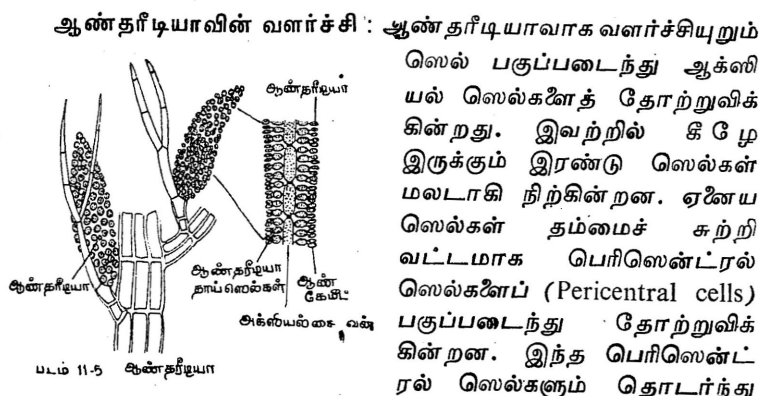 ஆண்தரீடியாவின் வளர்ச்சி : ஆண்தரீடியாவாக வளர்ச்சியுறும்
ஸெல் பகுப்படைந்து ஆக்ஸி
யல் ஸெல்களைத் தோற்றுவிக்
கின்றது. இவற்றில் கீழே
இருக்கும் இரண்டு ஸெல்கள்
மலடாகி நிற்கின்றன. ஏனைய
ஸெல்கள் தம்மைச் சுற்றி
வட்டமாக பெரிஸென்ட்ரல்
ஸெல்களைப் (Pericentral cells)
பகுப்படைந்து தோற்றுவிக்
கின்றன. இந்த பெரிஸென்ட்
ரல் ஸெல்களும் தொடர்ந்து
ஆண்தரீடியா
ஆண்தரீடியா
ஆண்தரீடியா
தாய்ஸெல்கள்
ஆண்
கேமீட்
அக்ஸியல்
படம் 11-5 ஆண்தரீடியா